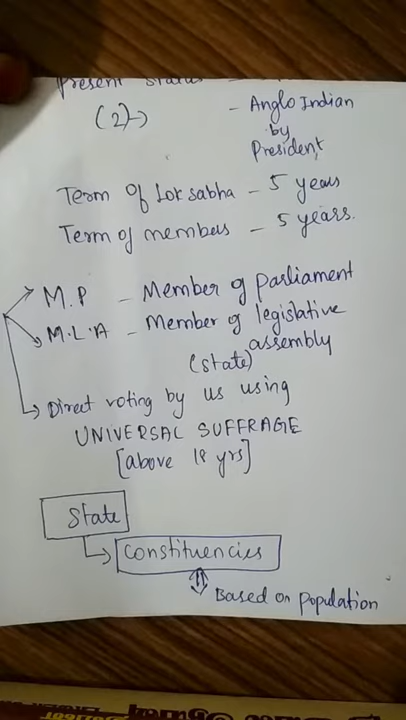 Present status -
(2)→ - Anglo Indian
by
President
Term of Lok sabha - 5 years
Term of members - 5 years.
M.P - Member of parliament
M.L.A - Member of legislative
assembly
(state)
Direct voting by us using
UNIVERSAL SUFFRAGE
[above 18 yrs]
State
Constituencies
Based on population